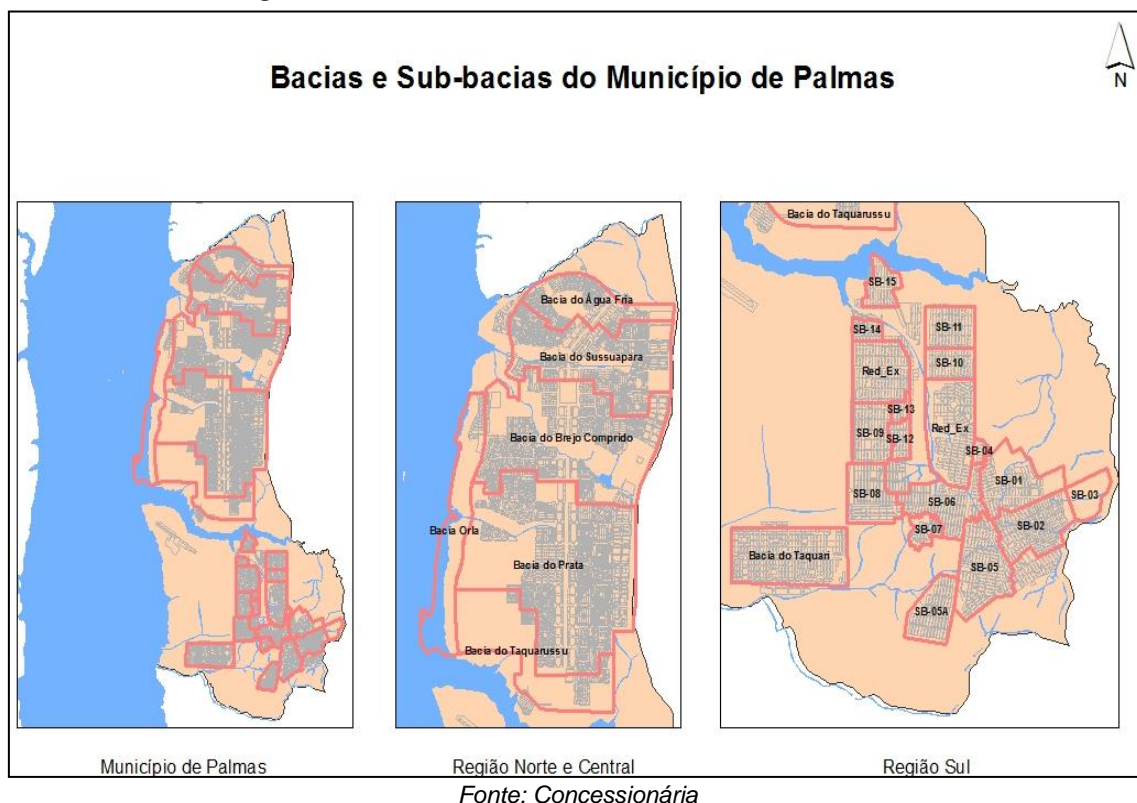 Bacias e Sub-bacias do Município de Palmas
N
Bacia do Água Fria
Bacia do Sussuapara
Bacia do Brejo Comprido
Bacia Orla
Bacia do Prata
Bacia do Taquarussu
Bacia do Taquarussu
SB-15
SB-14
SB-11
SB-10
Red_Ex
SB-13
Red_Ex
SB-09
SB-12
SB-04
SB-01
SB-03
SB-08
SB-06
SB-02
SB-07
Bacia do Taquari
SB-05
SB-05A
Município de Palmas
Região Norte e Central
Região Sul
Fonte: Concessionária